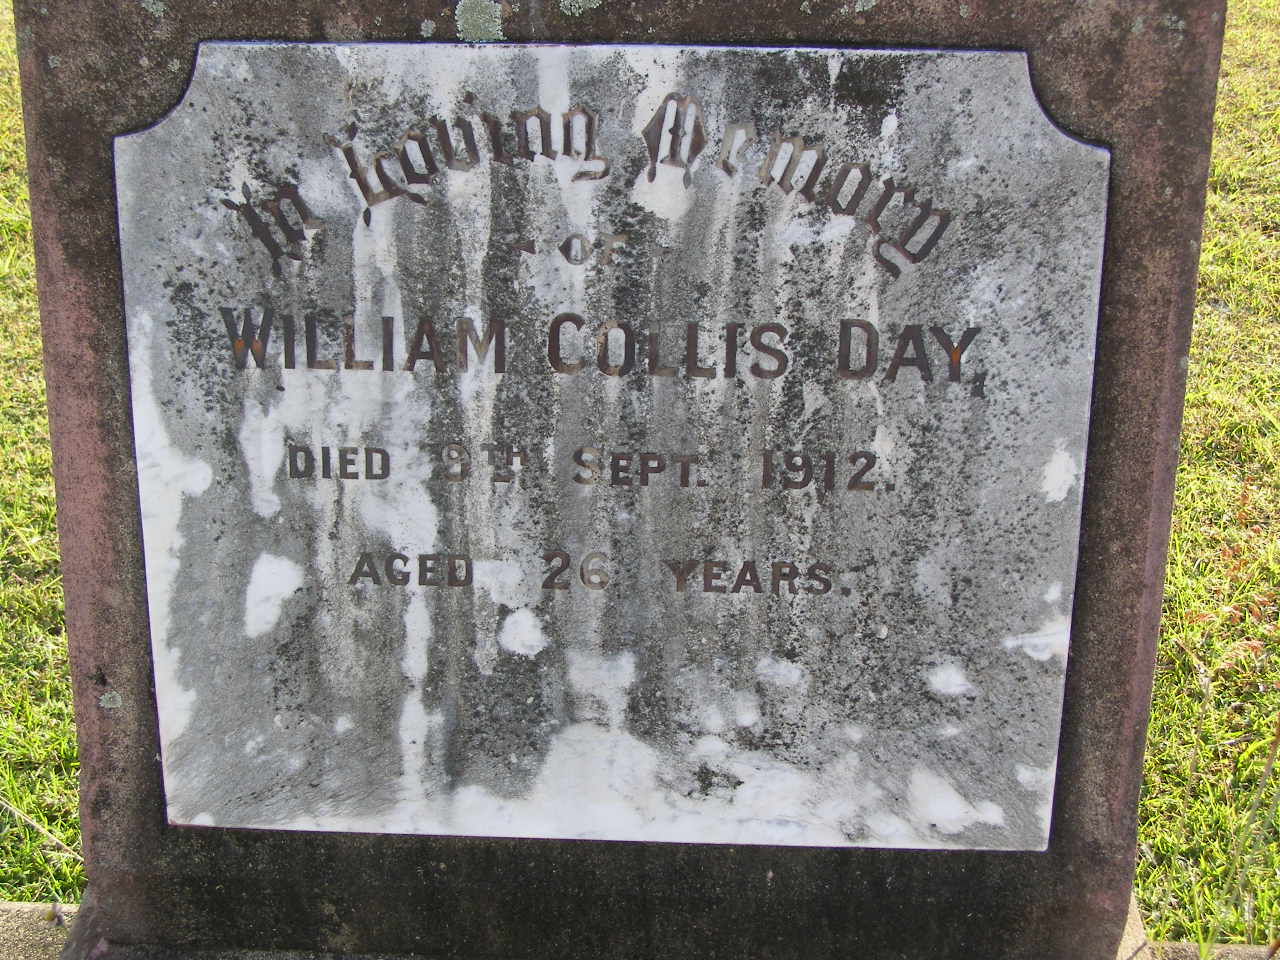 In Loving Memory
- OF -
WILLIAM COLLIS DAY,
DIED 9TH SEPT. 1912.
AGED 26 YEARS.